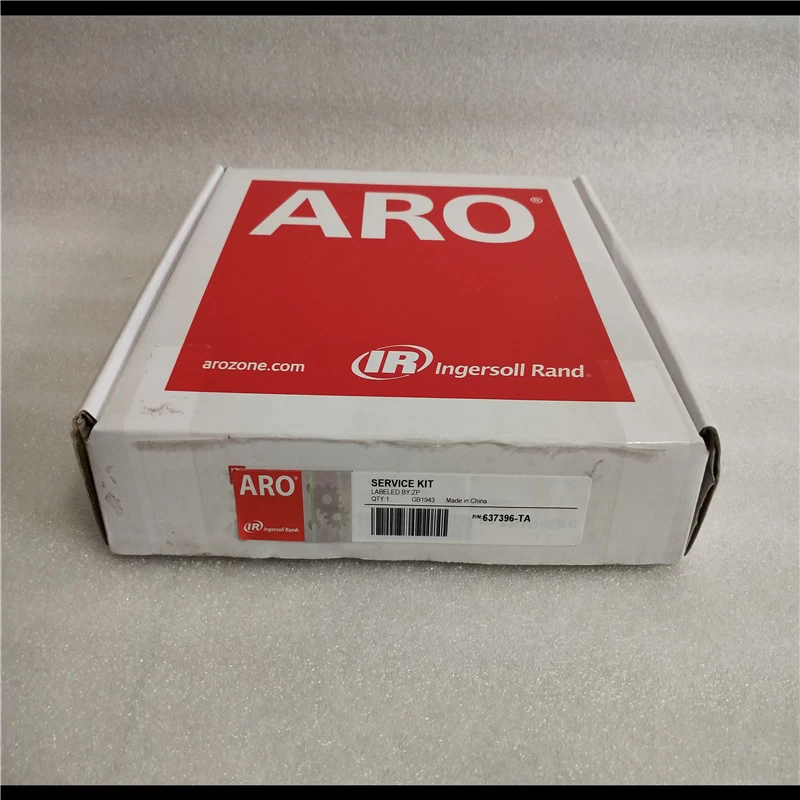 ARO®
arozone.com
IR Ingersoll Rand®
ARO®
IR Ingersoll Rand®
SERVICE KIT
LABELED BY:ZP
QTY:1 GB1943 Made in China
P/N:637396-TA